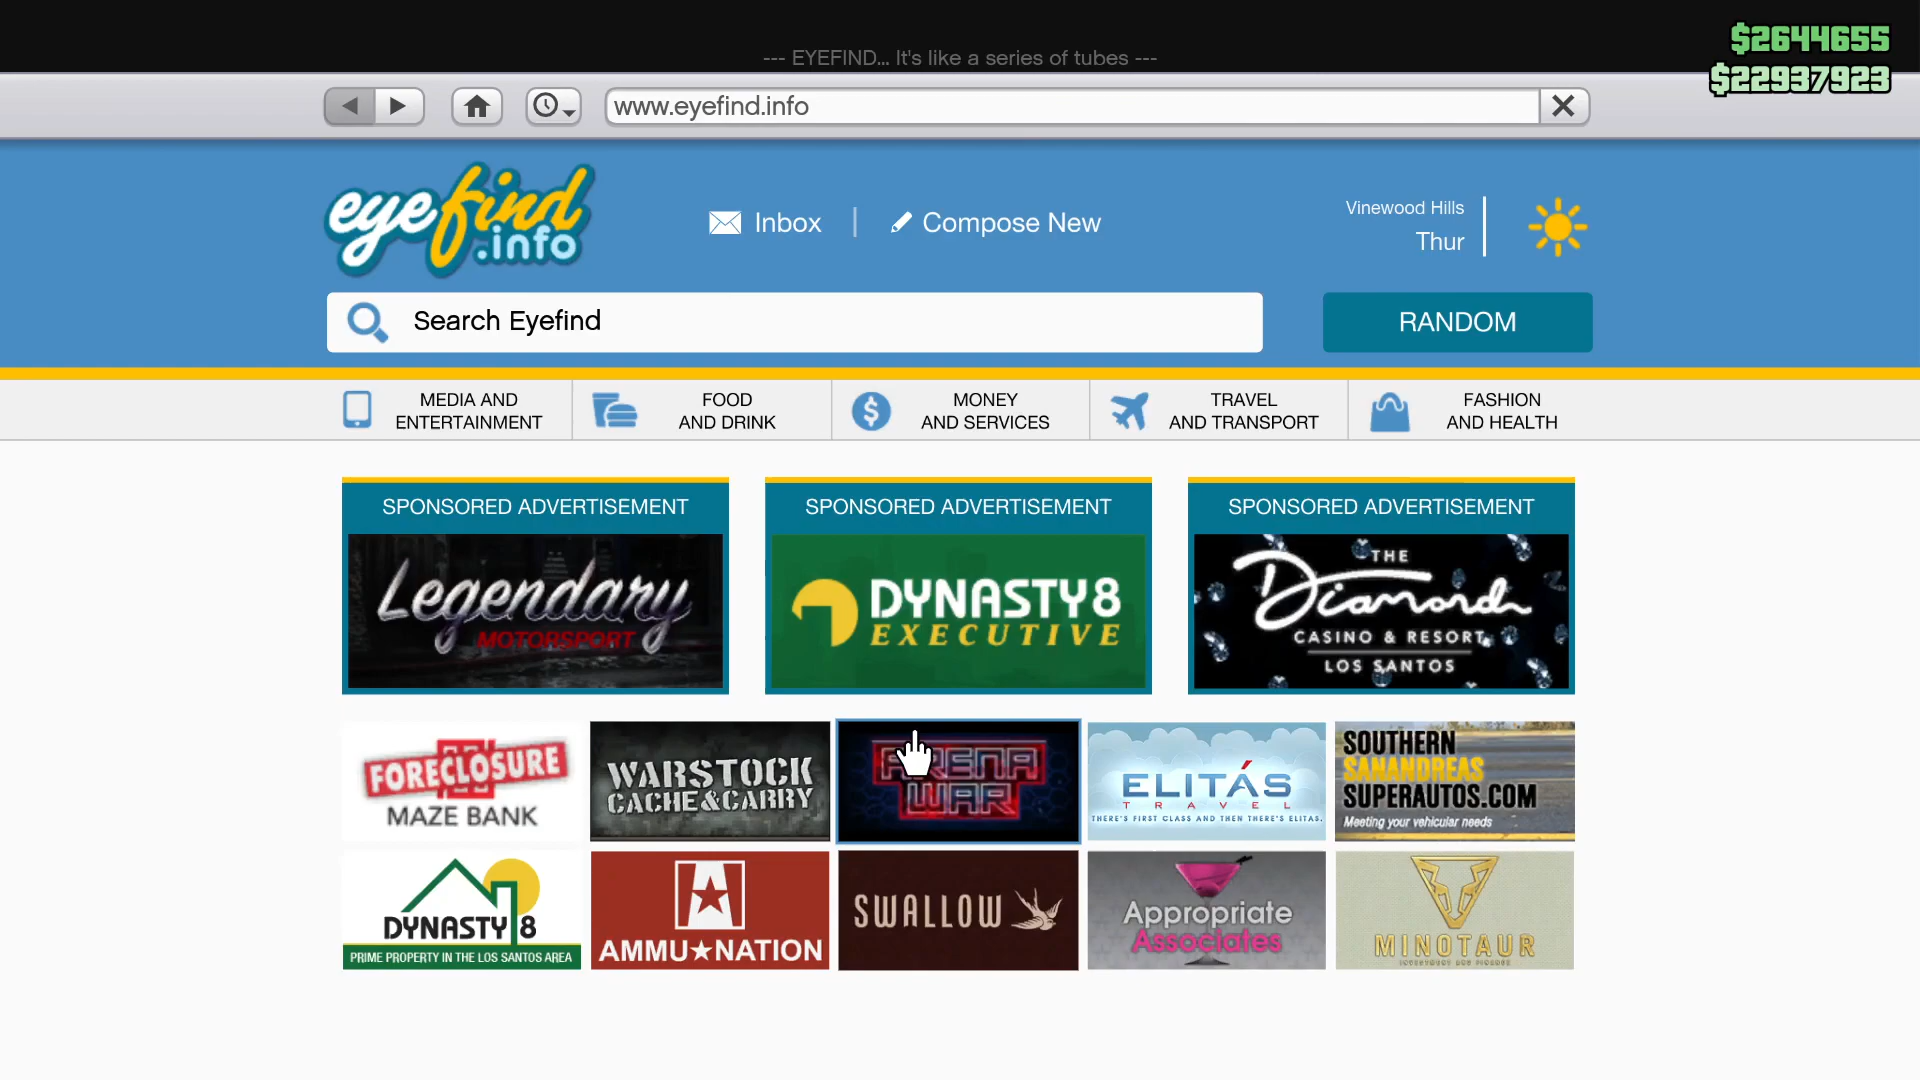 --- EYEFIND... It's like a series of tubes ---
$2644655
$22937923
www.eyefind.info
eyefind
.info
Inbox
Compose New
Vinewood Hills
Thur
Search Eyefind
RANDOM
MEDIA AND
ENTERTAINMENT
FOOD
AND DRINK
MONEY
AND SERVICES
TRAVEL
AND TRANSPORT
FASHION
AND HEALTH
SPONSORED ADVERTISEMENT
Legendary
MOTORSPORT
SPONSORED ADVERTISEMENT
DYNASTY8
EXECUTIVE
SPONSORED ADVERTISEMENT
THE
Diamond
CASINO & RESORT
LOS SANTOS
FORECLOSURE
MAZE BANK
WARSTOCK
CACHE&CARRY
ARENA
WAR
ELITÁS
TRAVEL
THERE'S FIRST CLASS AND THEN THERE'S ELITAS.
SOUTHERN
SANANDREAS
SUPERAUTOS.COM
Meeting your vehicular needs
DYNASTY 8
PRIME PROPERTY IN THE LOS SANTOS AREA
AMMU★NATION
SWALLOW
Appropriate
Associates
MINOTAUR
INVESTMENT AND FINANCE